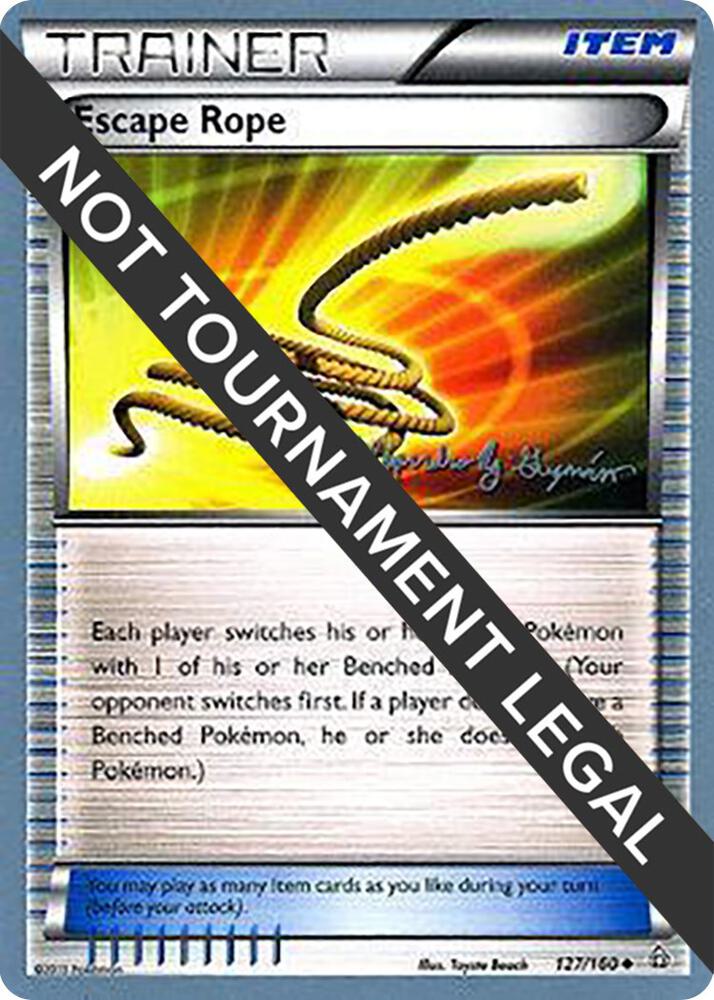 TRAINER
ITEM
Escape Rope
NOT TOURNAMENT LEGAL
Each player switches his or Pokémon
with 1 of his or her Benched (Your
opponent switches first. If a player a
Benched Pokémon, he or she
Pokémon.)
You may play as many Item cards as you like during your turn
(before your attack).
Illus. Toyste Beach 127/160